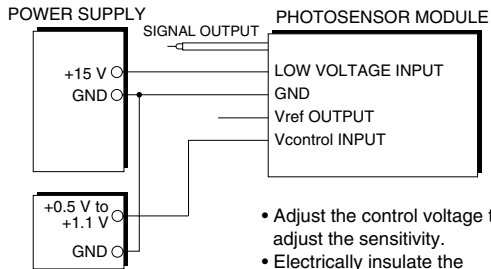 POWER SUPPLY
PHOTOSENSOR MODULE
SIGNAL OUTPUT
+15 V
LOW VOLTAGE INPUT
GND
GND
Vref OUTPUT
Vcontrol INPUT
+0.5 V to
+1.1 V
GND
• Adjust the control voltage
adjust the sensitivity.
• Electrically insulate the